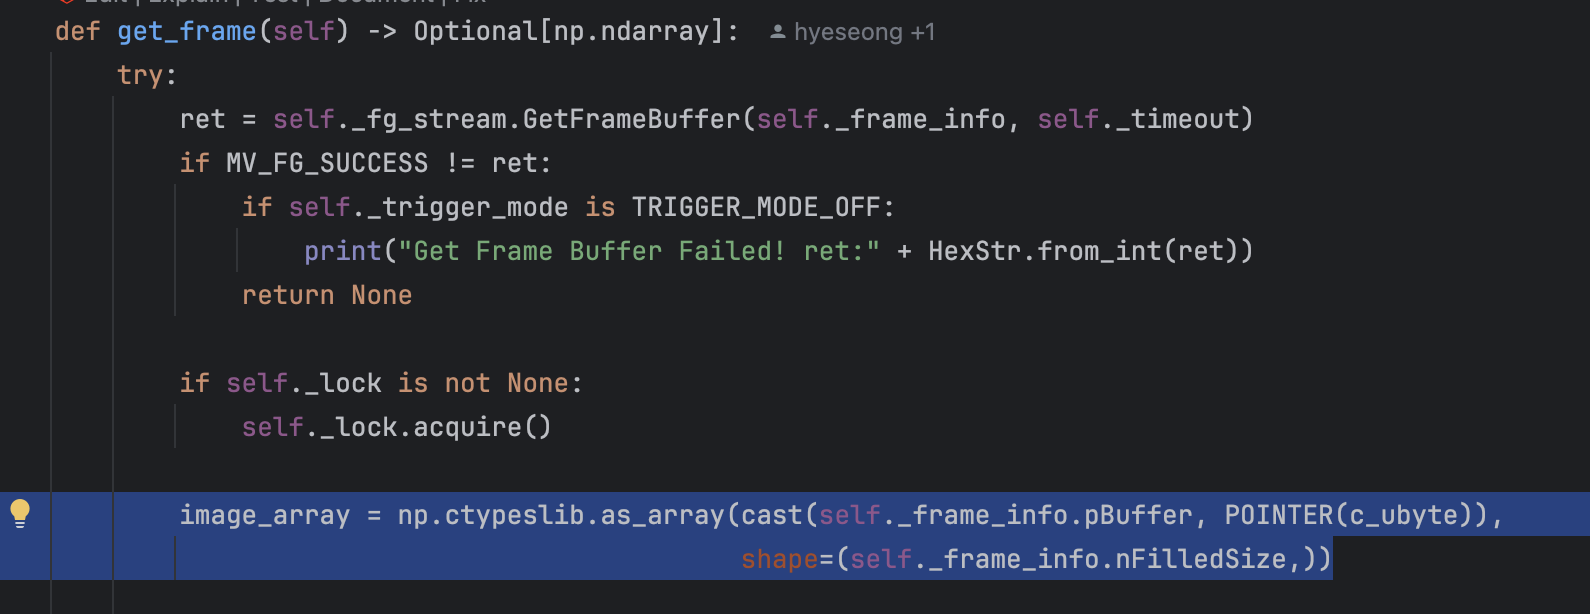 Edit | Explain | Test | Document | Fix
def get_frame(self) -> Optional[np.ndarray]: hyeseong +1
try:
ret = self._fg_stream.GetFrameBuffer(self._frame_info, self._timeout)
if MV_FG_SUCCESS != ret:
if self._trigger_mode is TRIGGER_MODE_OFF:
print("Get Frame Buffer Failed! ret:" + HexStr.from_int(ret))
return None
if self._lock is not None:
self._lock.acquire()
image_array = np.ctypeslib.as_array(cast(self._frame_info.pBuffer, POINTER(c_ubyte)),
shape=(self._frame_info.nFilledSize,))